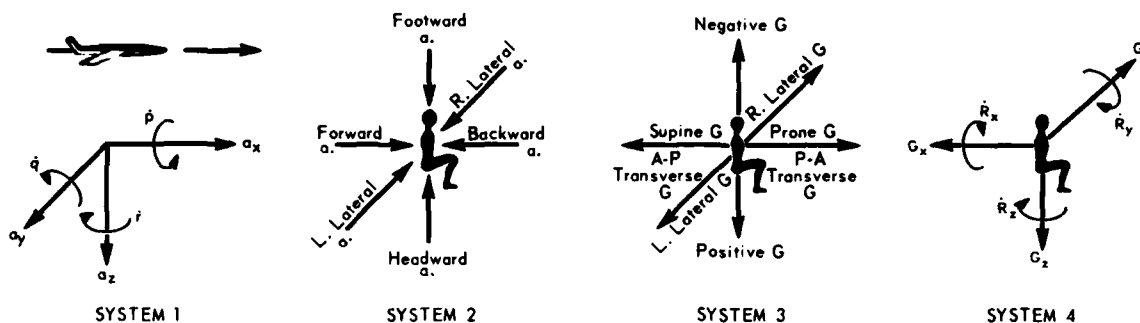 ṗ
a_x
q̇
ṙ
a_y
a_z
SYSTEM 1
Footward
a.
R. Lateral
a.
Forward
a.
Backward
a.
L. Lateral
a.
Headward
a.
SYSTEM 2
Negative G
R. Lateral G
Supine G
Prone G
A-P
Transverse
G
P-A
Transverse
G
L. Lateral G
Positive G
SYSTEM 3
G
Ṙ_x
Ṙ_y
G_x
Ṙ_z
G_z
SYSTEM 4